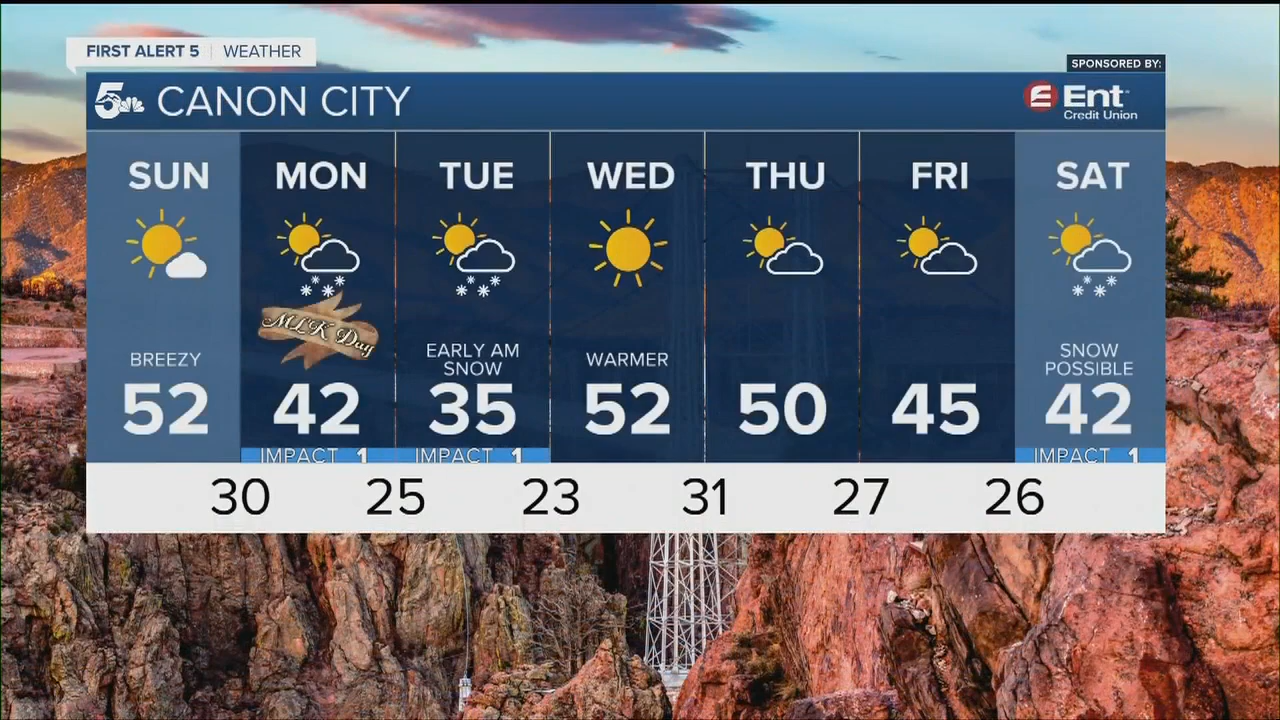 FIRST ALERT 5 | WEATHER
SPONSORED BY:
5 CANON CITY
Ent
Credit Union
SUN MON TUE WED THU FRI SAT
MLK Day
BREEZY
EARLY AM
SNOW
WARMER
SNOW
POSSIBLE
52 42 35 52 50 45 42
IMPACT 1 IMPACT 1 IMPACT 1
30 25 23 31 27 26